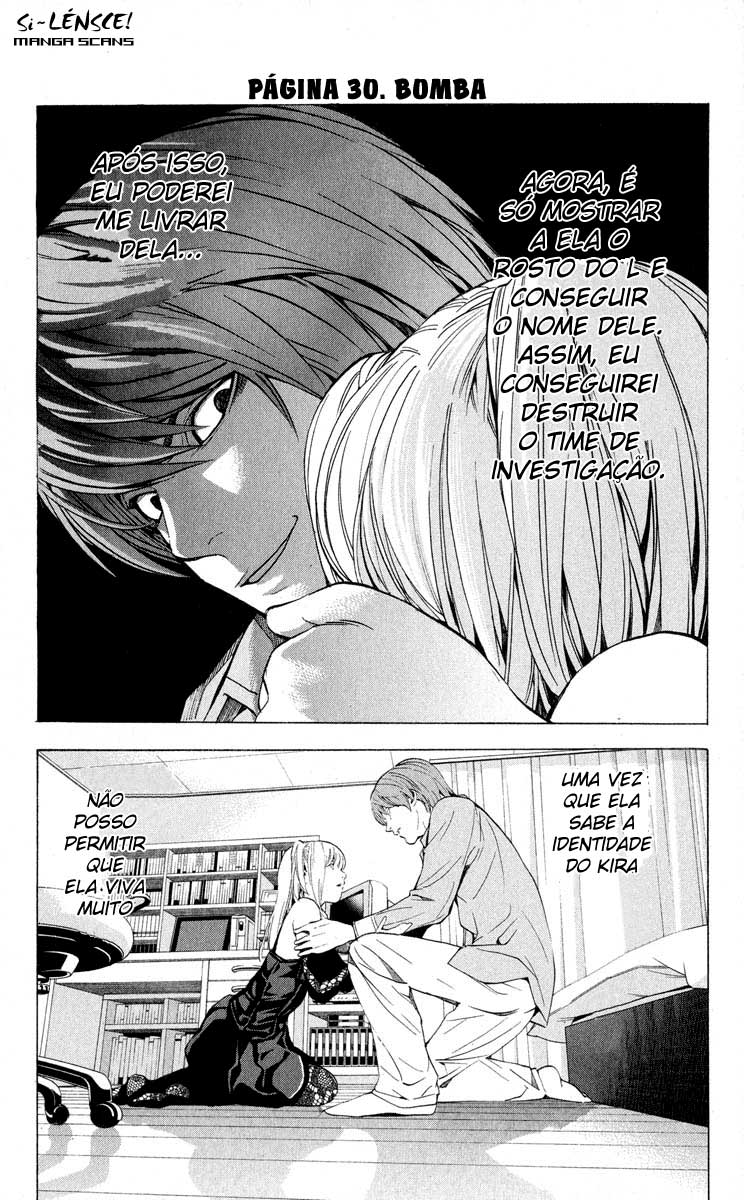 Si-LÉNSCE!
MANGA SCANS
PÁGINA 30. BOMBA
AGORA, É
SÓ MOSTRAR
A ELA O
ROSTO DO L E
CONSEGUIR
O NOME DELE.
ASSIM, EU
CONSEGUIREI
DESTRUIR
O TIME DE
INVESTIGAÇÃO.
APÓS ISSO,
EU PODEREI
ME LIVRAR
DELA...
UMA VEZ
QUE ELA
SABE A
IDENTIDADE
DO KIRA
NÃO
POSSO
PERMITIR
QUE
ELA VIVA
MUITO